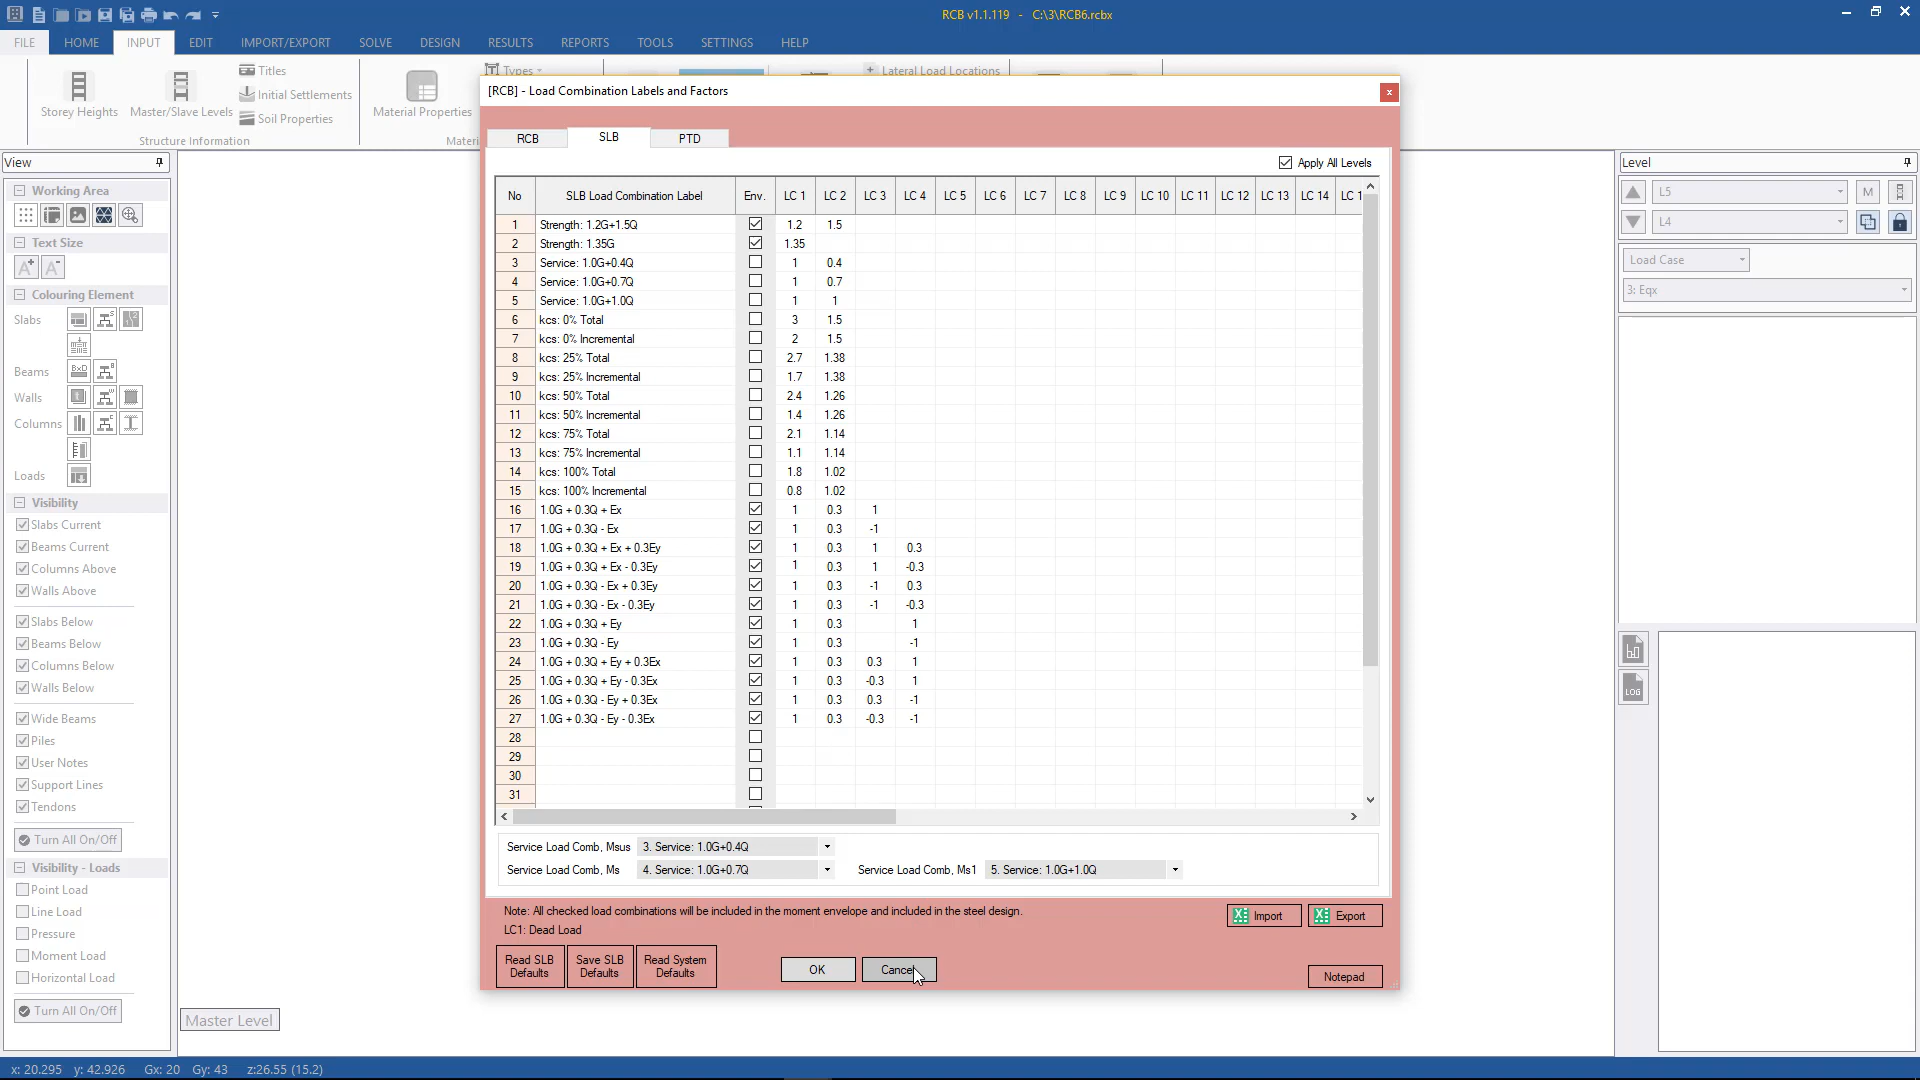 RCB v1.1.119 - C:\3\RCB6.rcbx
FILE HOME INPUT EDIT IMPORT/EXPORT SOLVE DESIGN RESULTS REPORTS TOOLS SETTINGS HELP
Storey Heights
Master/Slave Levels
Titles
Initial Settlements
Soil Properties
Structure Information
Material Properties
Types
Lateral Load Locations
[RCB] - Load Combination Labels and Factors
x
RCB SLB PTD
Apply All Levels
No SLB Load Combination Label Env. LC 1 LC 2 LC 3 LC 4 LC 5 LC 6 LC 7 LC 8 LC 9 LC 10 LC 11 LC 12 LC 13 LC 14 LC 1
1 Strength: 1.2G+1.5Q 1.2 1.5
2 Strength: 1.35G 1.35
3 Service: 1.0G+0.4Q 1 0.4
4 Service: 1.0G+0.7Q 1 0.7
5 Service: 1.0G+1.0Q 1 1
6 kcs: 0% Total 3 1.5
7 kcs: 0% Incremental 2 1.5
8 kcs: 25% Total 2.7 1.38
9 kcs: 25% Incremental 1.7 1.38
10 kcs: 50% Total 2.4 1.26
11 kcs: 50% Incremental 1.4 1.26
12 kcs: 75% Total 2.1 1.14
13 kcs: 75% Incremental 1.1 1.14
14 kcs: 100% Total 1.8 1.02
15 kcs: 100% Incremental 0.8 1.02
16 1.0G + 0.3Q + Ex 1 0.3 1
17 1.0G + 0.3Q - Ex 1 0.3 -1
18 1.0G + 0.3Q + Ex + 0.3Ey 1 0.3 1 0.3
19 1.0G + 0.3Q + Ex - 0.3Ey 1 0.3 1 -0.3
20 1.0G + 0.3Q - Ex + 0.3Ey 1 0.3 -1 0.3
21 1.0G + 0.3Q - Ex - 0.3Ey 1 0.3 -1 -0.3
22 1.0G + 0.3Q + Ey 1 0.3 1
23 1.0G + 0.3Q - Ey 1 0.3 -1
24 1.0G + 0.3Q + Ey + 0.3Ex 1 0.3 0.3 1
25 1.0G + 0.3Q + Ey - 0.3Ex 1 0.3 -0.3 1
26 1.0G + 0.3Q - Ey + 0.3Ex 1 0.3 0.3 -1
27 1.0G + 0.3Q - Ey - 0.3Ex 1 0.3 -0.3 -1
28
29
30
31
Service Load Comb, Msus 3. Service: 1.0G+0.4Q
Service Load Comb, Ms 4. Service: 1.0G+0.7Q Service Load Comb, Ms1 5. Service: 1.0G+1.0Q
Note: All checked load combinations will be included in the moment envelope and included in the steel design.
LC1: Dead Load
Import Export
Read SLB Defaults
Save SLB Defaults
Read System Defaults
OK
Cancel
Notepad
View
Working Area
Text Size
A+ A-
Colouring Element
Slabs
Beams
BxD
Walls
Columns
Loads
Visibility
Slabs Current
Beams Current
Columns Above
Walls Above
Slabs Below
Beams Below
Columns Below
Walls Below
Wide Beams
Piles
User Notes
Support Lines
Tendons
Turn All On/Off
Visibility - Loads
Point Load
Line Load
Pressure
Moment Load
Horizontal Load
Turn All On/Off
Master Level
Level
L5
M
L4
Load Case
3: Eqx
LOG
x: 20.295 y: 42.926 Gx: 20 Gy: 43 z:26.55 (15.2)